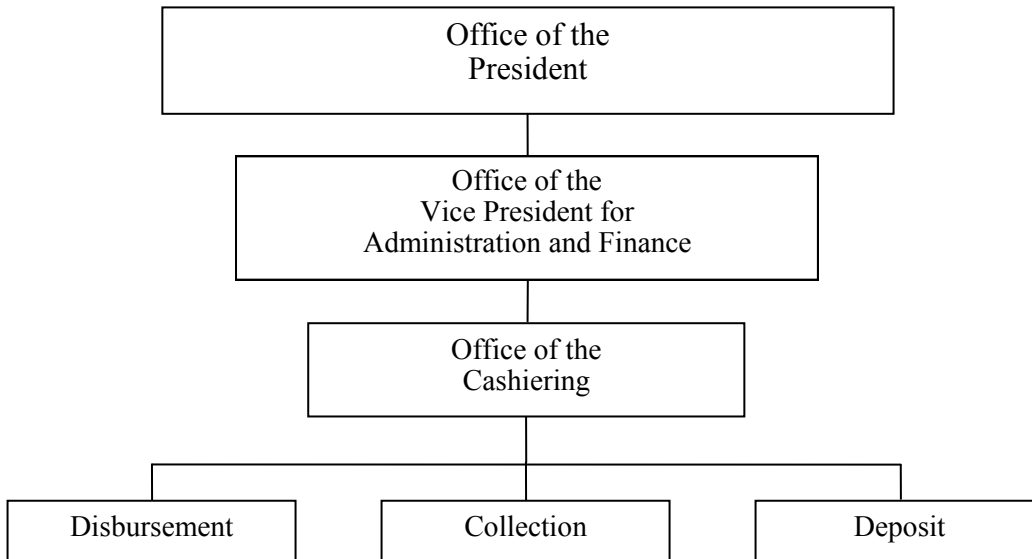 Office of the
President
Office of the
Vice President for
Administration and Finance
Office of the
Cashiering
Disbursement
Collection
Deposit